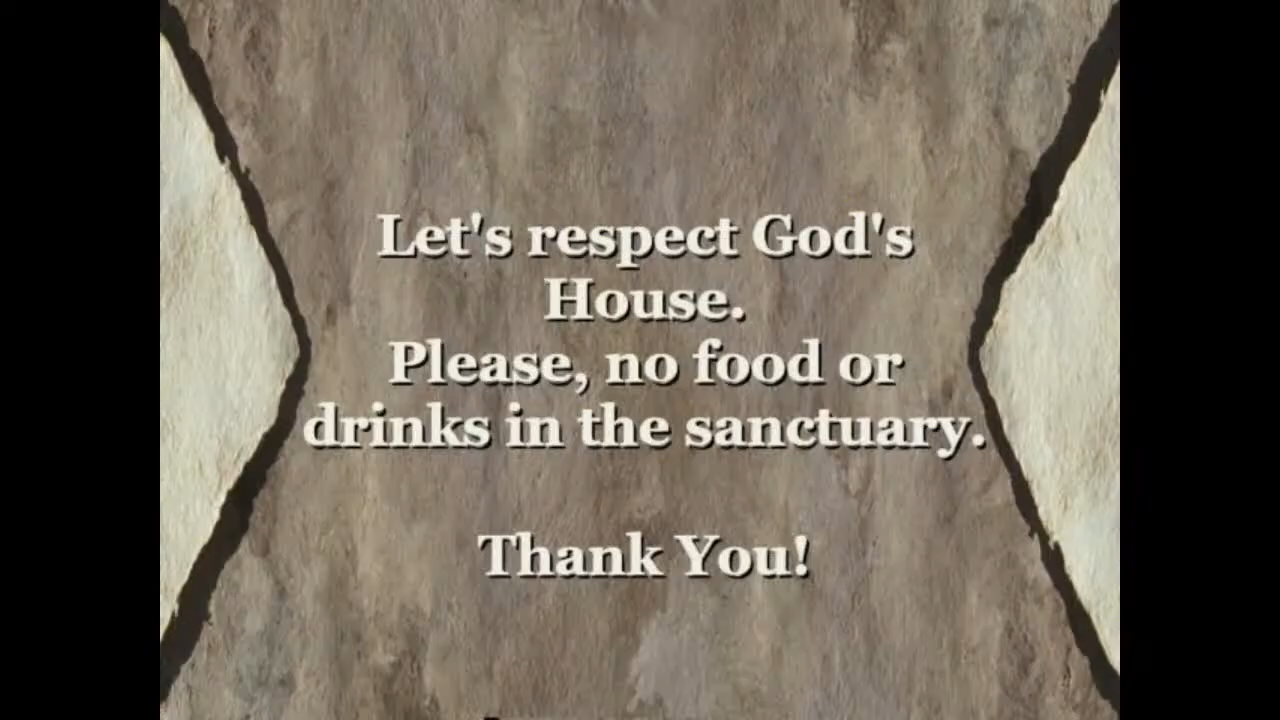 Let's respect God's
House.
Please, no food or
drinks in the sanctuary.
Thank You!